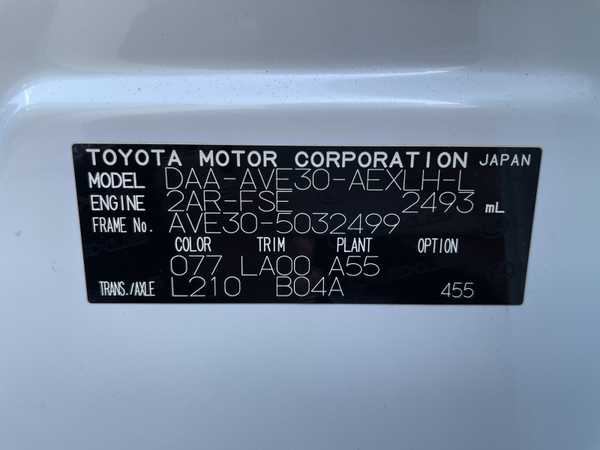 TOYOTA MOTOR CORPORATION JAPAN
MODEL DAA-AVE30-AEXLH-L
ENGINE 2AR-FSE 2493 mL
FRAME No. AVE30-5032499
COLOR TRIM PLANT OPTION
077 LA00 A55
TRANS./AXLE L210 B04A 455